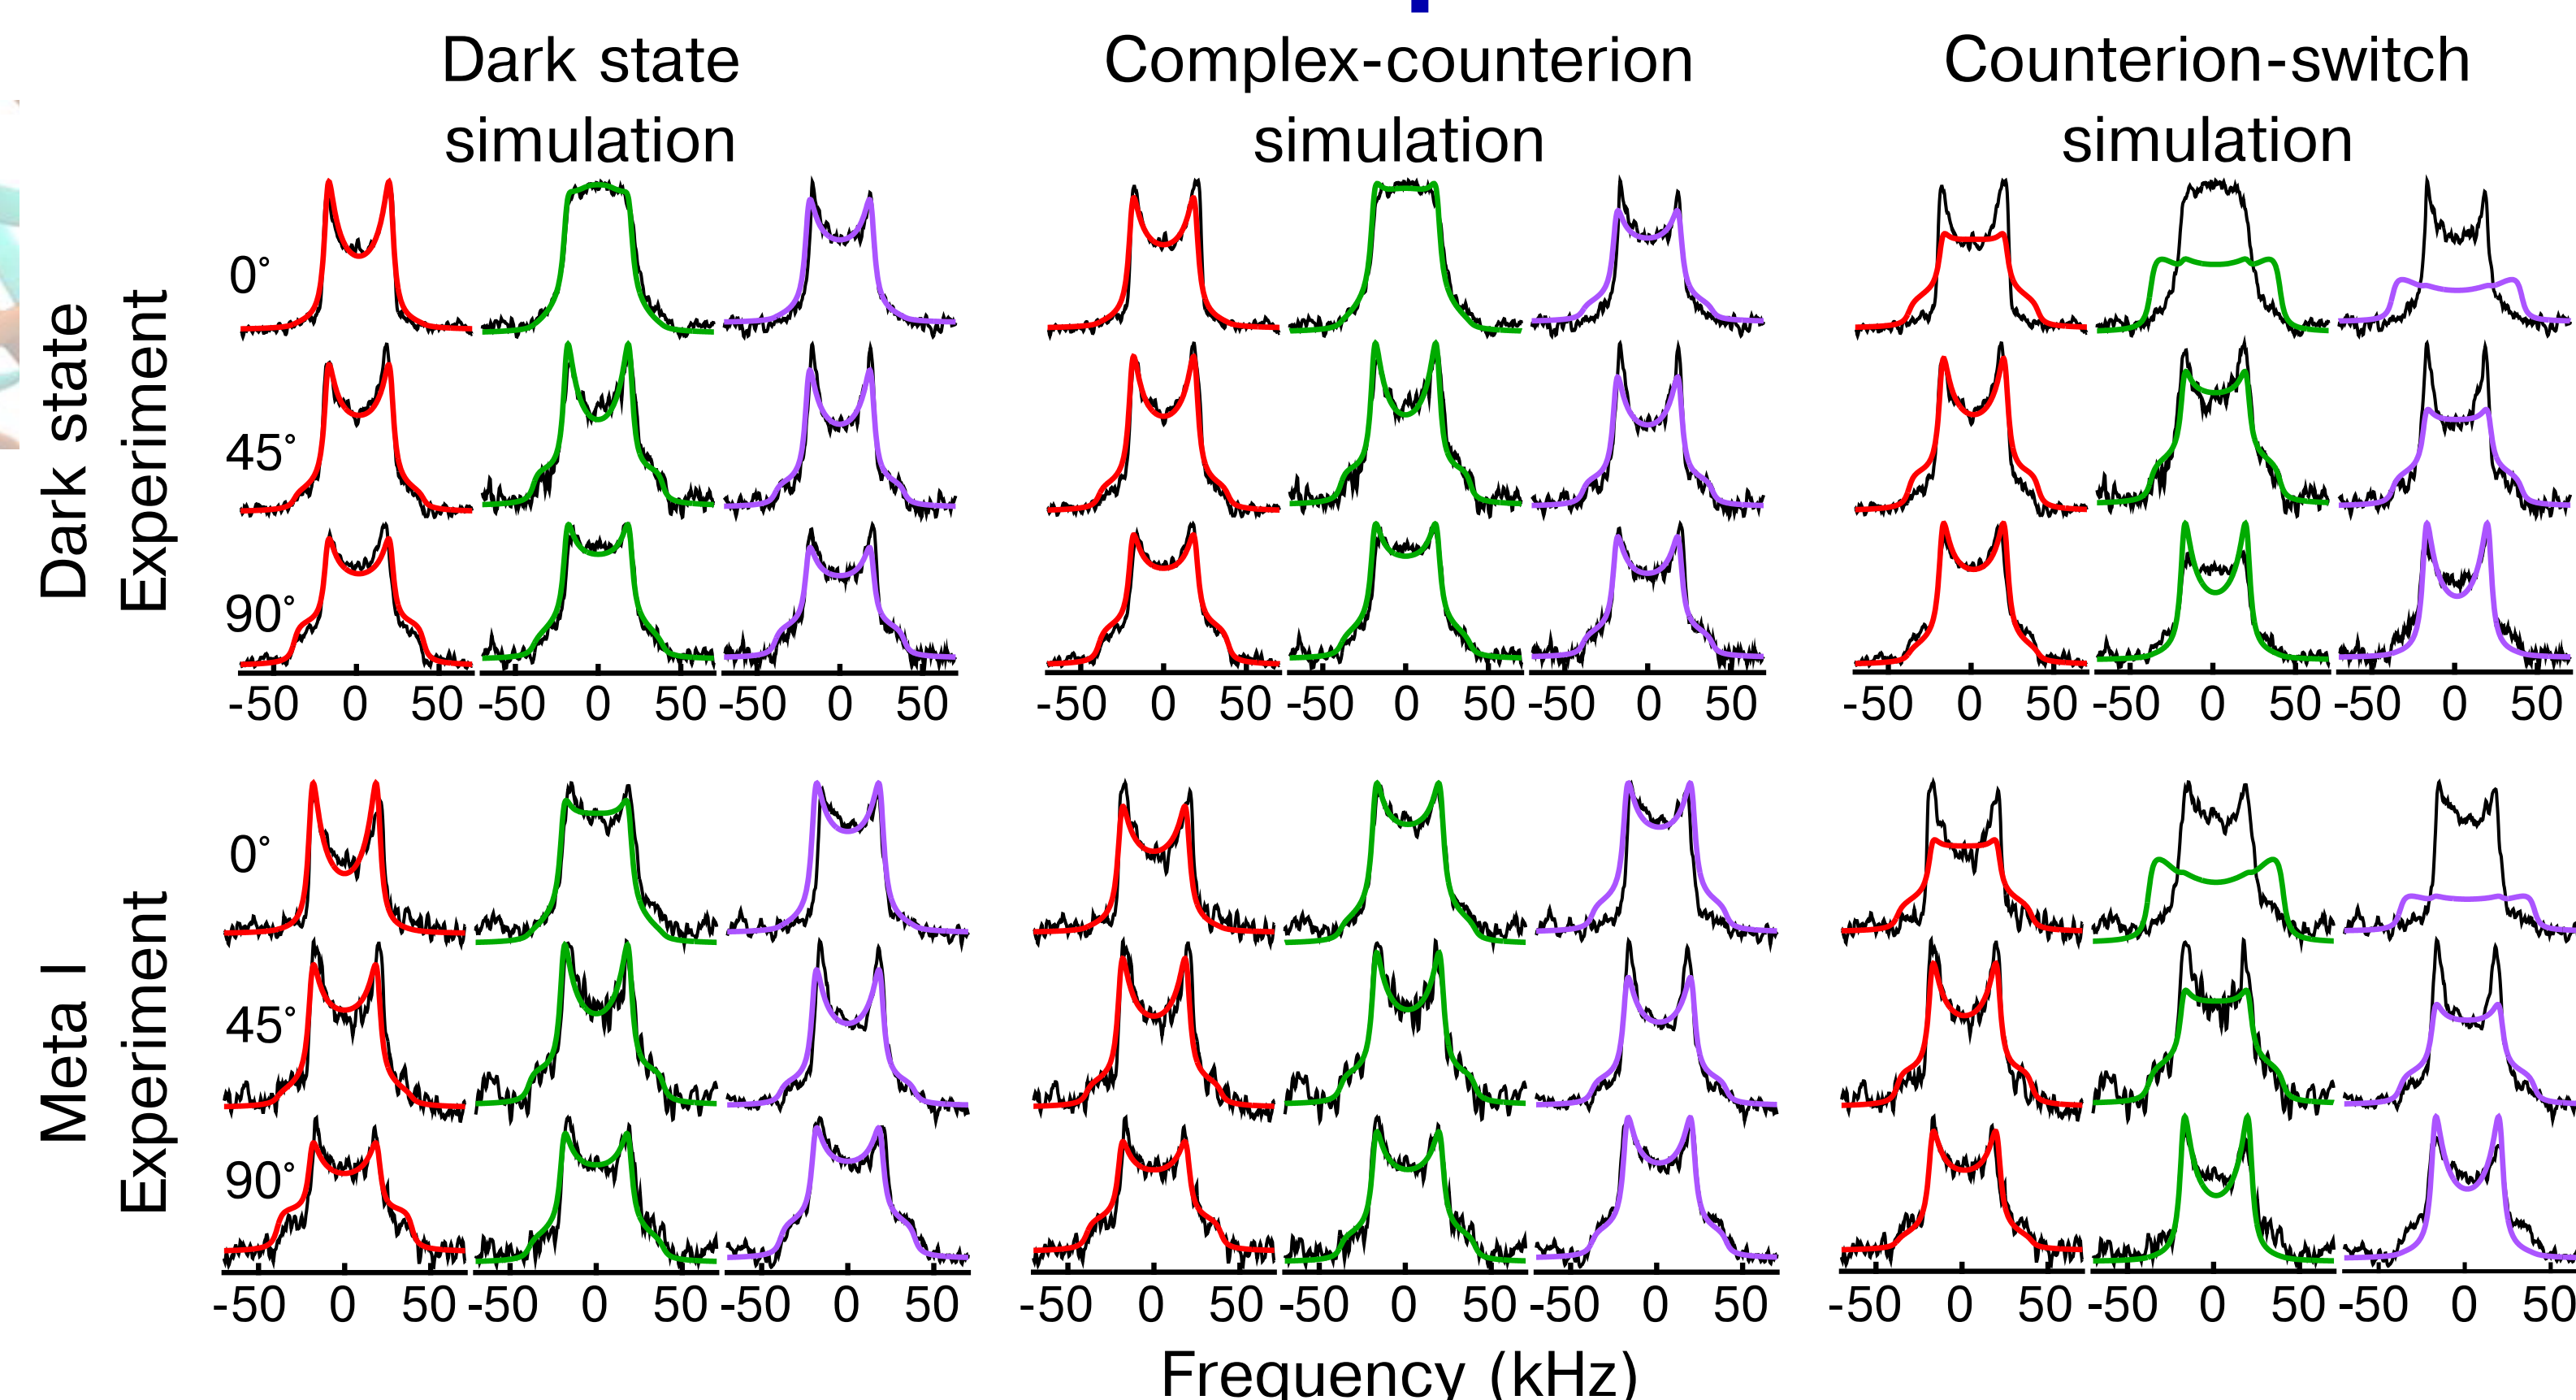 Dark state
simulation
Complex-counterion
simulation
Counterion-switch
simulation
Dark state
Experiment
0°
45°
90°
-50 0 50 -50 0 50 -50 0 50
-50 0 50 -50 0 50 -50 0 50
-50 0 50 -50 0 50 -50 0 50
Meta I
Experiment
0°
45°
90°
-50 0 50 -50 0 50 -50 0 50
-50 0 50 -50 0 50 -50 0 50
-50 0 50 -50 0 50 -50 0 50
Frequency (kHz)